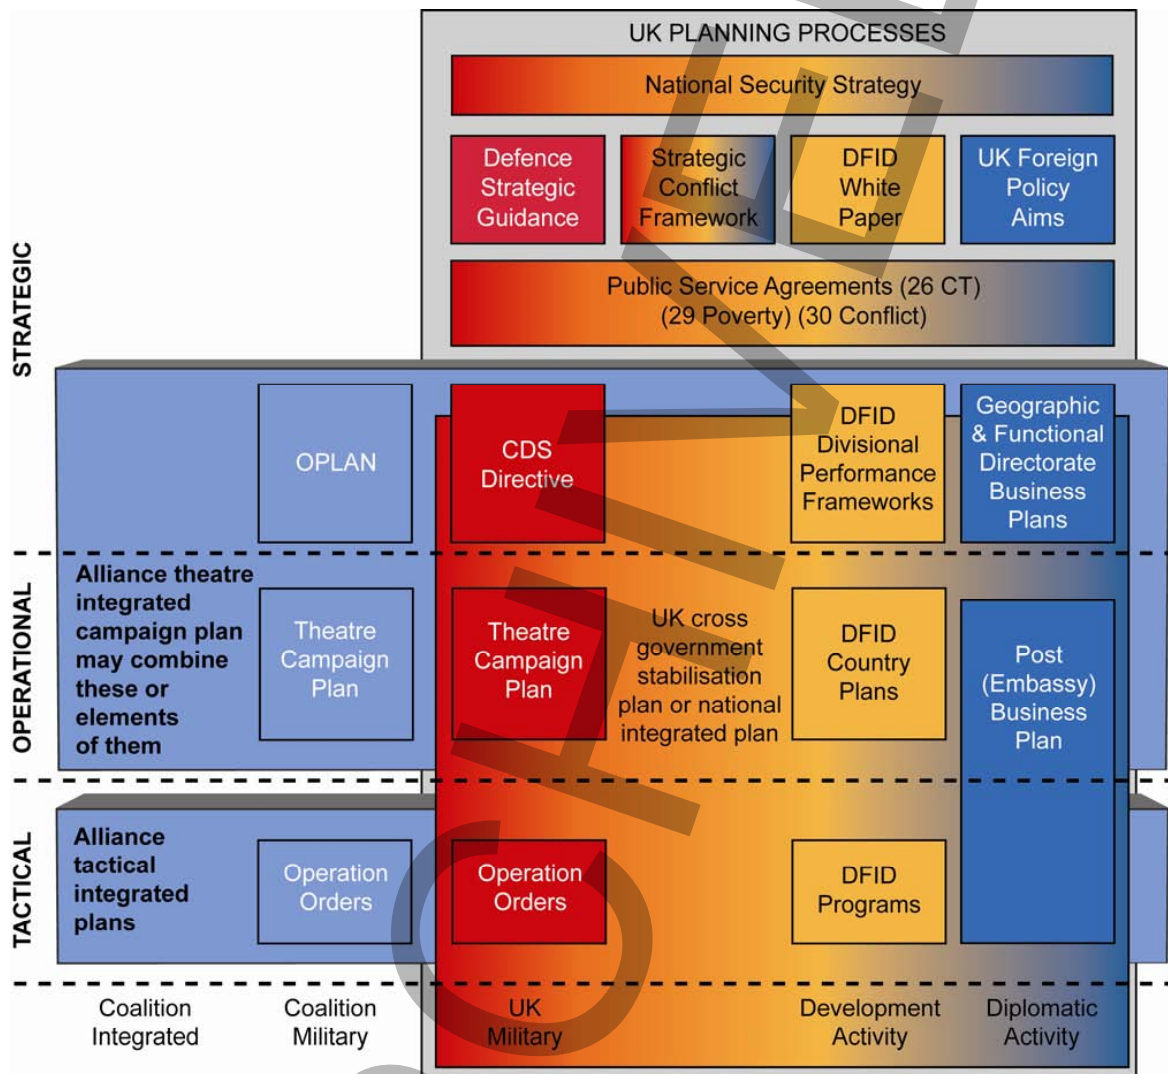 UK PLANNING PROCESSES
National Security Strategy
Defence
Strategic
Guidance
Strategic
Conflict
Framework
DFID
White
Paper
UK Foreign
Policy
Aims
Public Service Agreements (26 CT)
(29 Poverty) (30 Conflict)
STRATEGIC
OPLAN
CDS
Directive
DFID
Divisional
Performance
Frameworks
Geographic
& Functional
Directorate
Business
Plans
OPERATIONAL
Alliance theatre
integrated
campaign plan
may combine
these or
elements
of them
Theatre
Campaign
Plan
Theatre
Campaign
Plan
UK cross
government
stabilisation
plan or national
integrated plan
DFID
Country
Plans
Post
(Embassy)
Business
Plan
TACTICAL
Alliance
tactical
integrated
plans
Operation
Orders
Operation
Orders
DFID
Programs
Coalition
Integrated
Coalition
Military
UK
Military
Development
Activity
Diplomatic
Activity